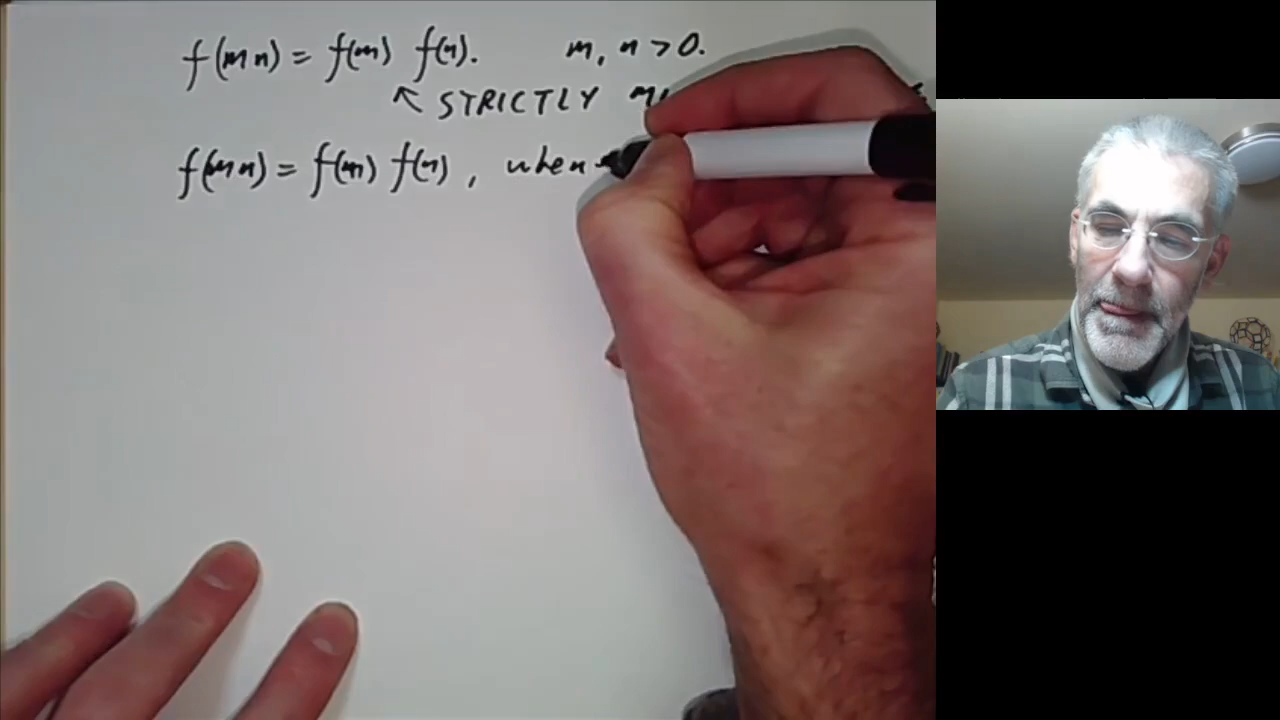 f(mn) = f(m) f(n). m, n > 0.
↖ STRICTLY
f(mn) = f(m) f(n), when